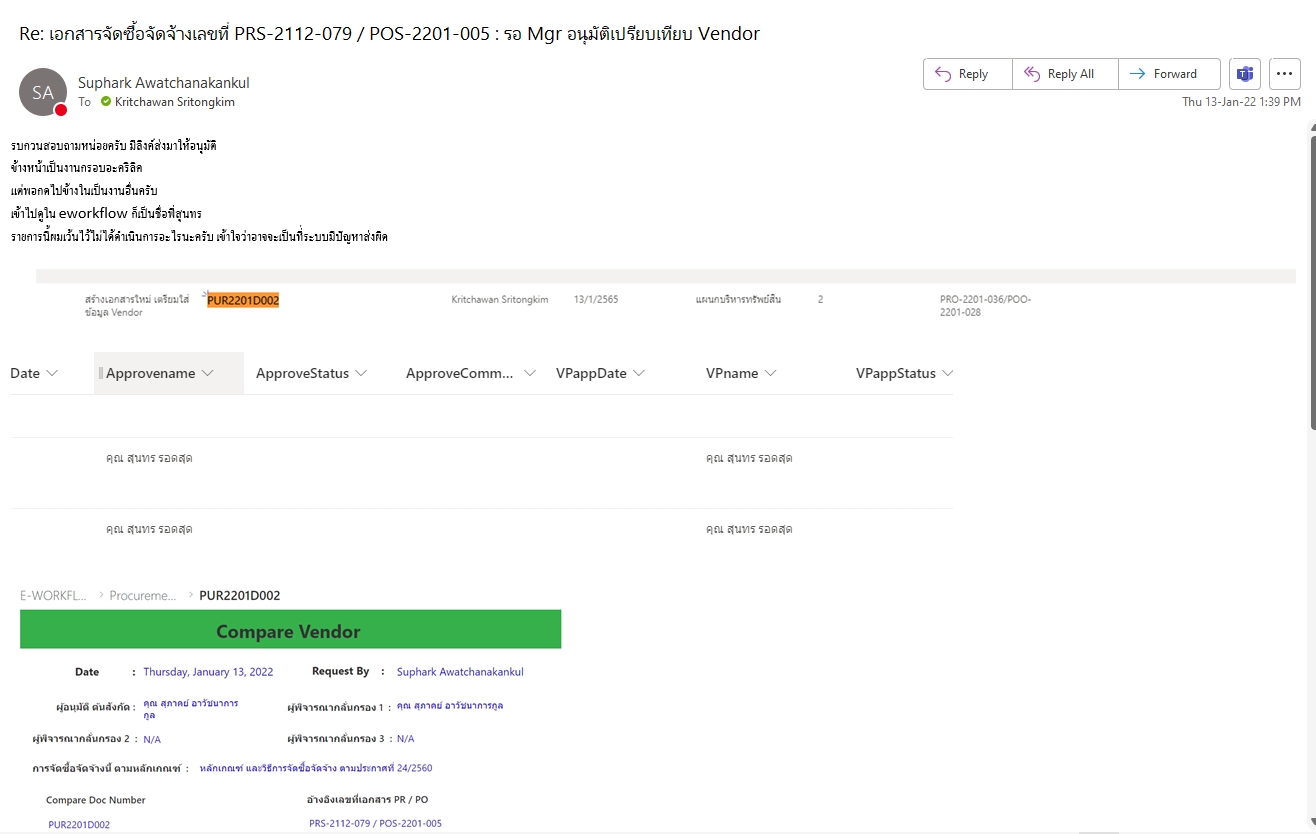 Re: เอกสารจัดซื้อจัดจ้างเลขที่ PRS-2112-079 / POS-2201-005 : รอ Mgr อนุมัติเปรียบเทียบ Vendor
Reply
Reply All
Forward
SA
Suphark Awatchanakankul
To Kritchawan Sritongkim
Thu 13-Jan-22 1:39 PM
รบกวนสอบถามหน่อยครับ มีลิงค์ส่งมาให้อนุมัติ
ข้างหน้าเป็นงานกรอบอะคริลิค
แต่พอกดไปข้างในเป็นงานอื่นครับ
เข้าไปดูใน eworkflow ก็เป็นชื่อพี่สุนทร
รายการนี้ผมเว้นไว้ไม่ได้ดำเนินการอะไรนะครับ เข้าใจว่าอาจจะเป็นที่ระบบมีปัญหาส่งผิด
สร้างเอกสารใหม่ เตรียมใส่ PUR2201D002 Kritchawan Sritongkim 13/1/2565 แผนกบริหารทรัพย์สิน 2 PRO-2201-036/POO-
ข้อมูล Vendor 2201-028
Date Approvename ApproveStatus ApproveComm... VPappDate VPname VPappStatus
คุณ สุนทร รอดสุด คุณ สุนทร รอดสุด
คุณ สุนทร รอดสุด คุณ สุนทร รอดสุด
E-WORKFL... > Procureme... > PUR2201D002
Compare Vendor
Date : Thursday, January 13, 2022 Request By : Suphark Awatchanakankul
ผู้อนุมัติ ต้นสังกัด : คุณ สุภาคย์ อาวัชนาการ ผู้พิจารณากลั่นกรอง 1 : คุณ สุภาคย์ อาวัชนาการกูล
กูล
ผู้พิจารณากลั่นกรอง 2 : N/A ผู้พิจารณากลั่นกรอง 3 : N/A
การจัดซื้อจัดจ้างนี้ ตามหลักเกณฑ์ : หลักเกณฑ์ และวิธีการจัดซื้อจัดจ้าง ตามประกาศที่ 24/2560
Compare Doc Number อ้างอิงเลขที่เอกสาร PR / PO
PUR2201D002 PRS-2112-079 / POS-2201-005